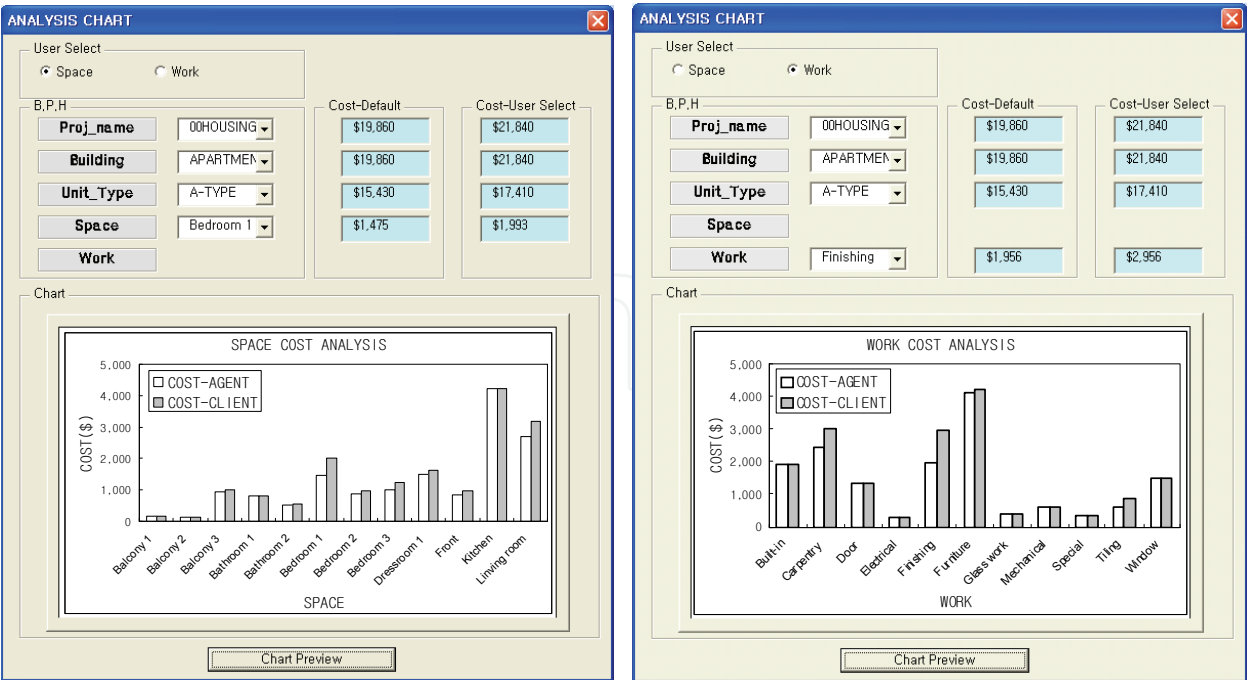 ANALYSIS CHART
User Select
Space Work
B,P,H Cost-Default Cost-User Select
Proj_name 00HOUSING $19,860 $21,840
Building APARTMEN $19,860 $21,840
Unit_Type A-TYPE $15,430 $17,410
Space Bedroom 1 $1,475 $1,993
Work
Chart
SPACE COST ANALYSIS
COST-AGENT
COST-CLIENT
COST($)
5,000
4,000
3,000
2,000
1,000
0
Balcony 1 Balcony 2 Balcony 3 Bathroom 1 Bathroom 2 Bedroom 1 Bedroom 2 Bedroom 3 Dressroom 1 Front Kitchen Linving room
SPACE
Chart Preview
ANALYSIS CHART
User Select
Space Work
B,P,H Cost-Default Cost-User Select
Proj_name 00HOUSING $19,860 $21,840
Building APARTMEN $19,860 $21,840
Unit_Type A-TYPE $15,430 $17,410
Space
Work Finishing $1,956 $2,956
Chart
WORK COST ANALYSIS
COST-AGENT
COST-CLIENT
COST($)
5,000
4,000
3,000
2,000
1,000
0
Built-in Carpentry Door Electrical Finishing Furniture Glass work Mechanical Special Tiling Window
WORK
Chart Preview